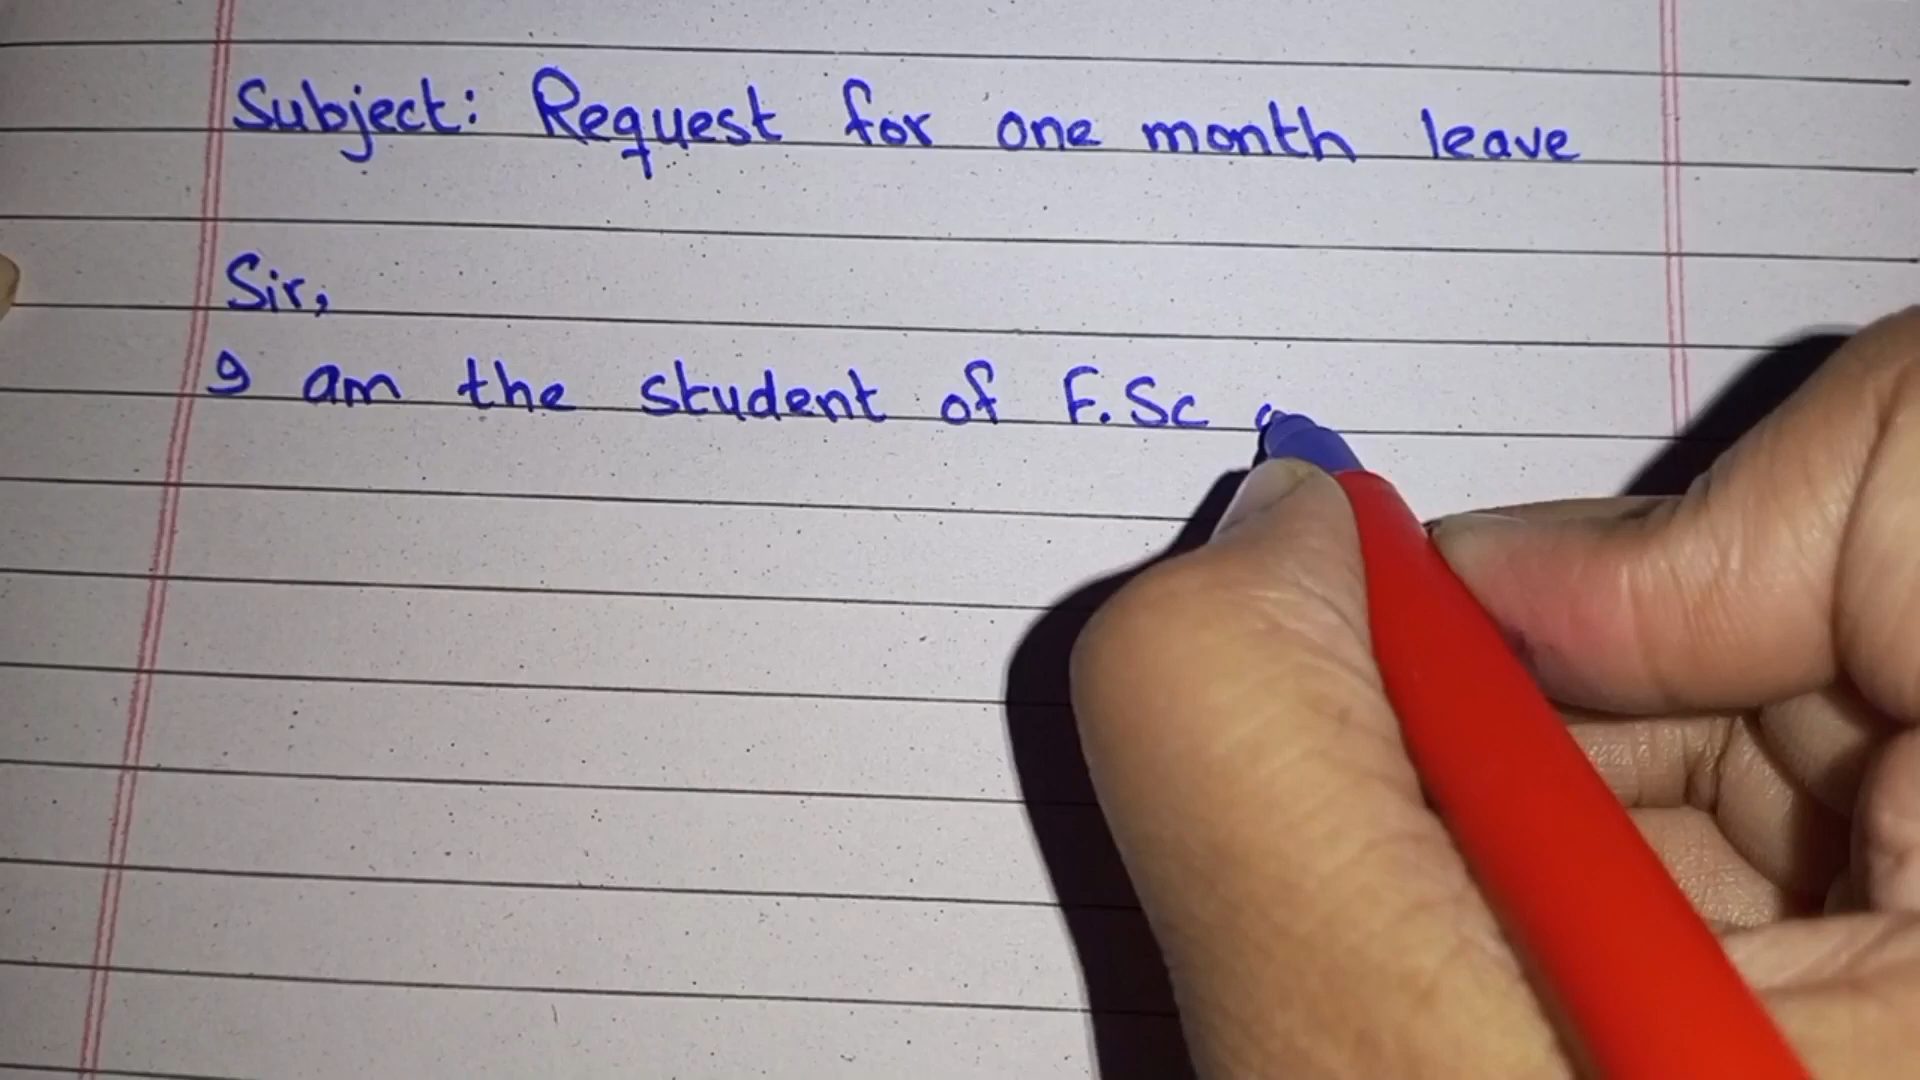 Subject: Request for one month leave
Sir,
I am the student of F.Sc